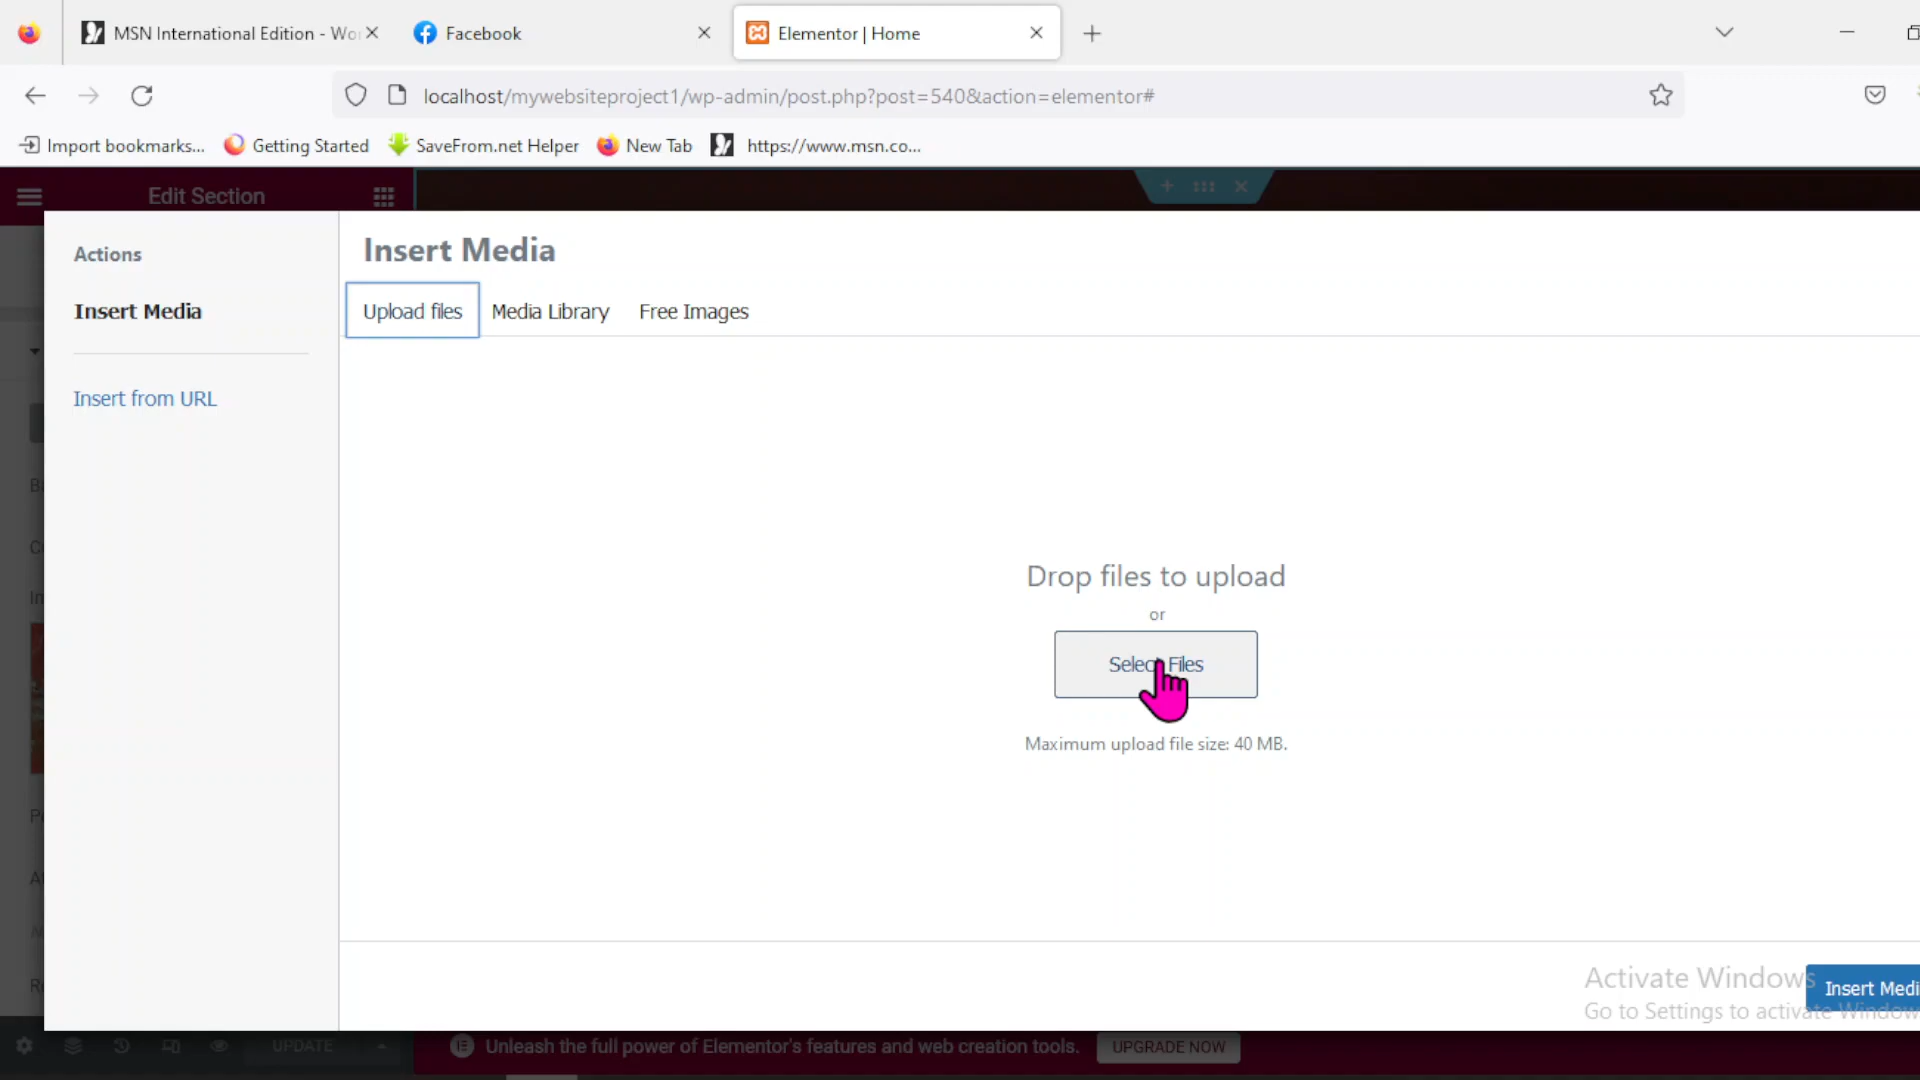 MSN International Edition - Wo
Facebook
Elementor | Home
localhost/mywebsiteproject1/wp-admin/post.php?post=540&action=elementor#
Import bookmarks...
Getting Started
SaveFrom.net Helper
New Tab
https://www.msn.co...
Edit Section
Actions
Insert Media
Insert from URL
Insert Media
Upload files
Media Library
Free Images
Drop files to upload
or
Select Files
Maximum upload file size: 40 MB.
Activate Windows
Go to Settings to activate Window
Insert Medi
UPDATE
Unleash the full power of Elementor's features and web creation tools.
UPGRADE NOW